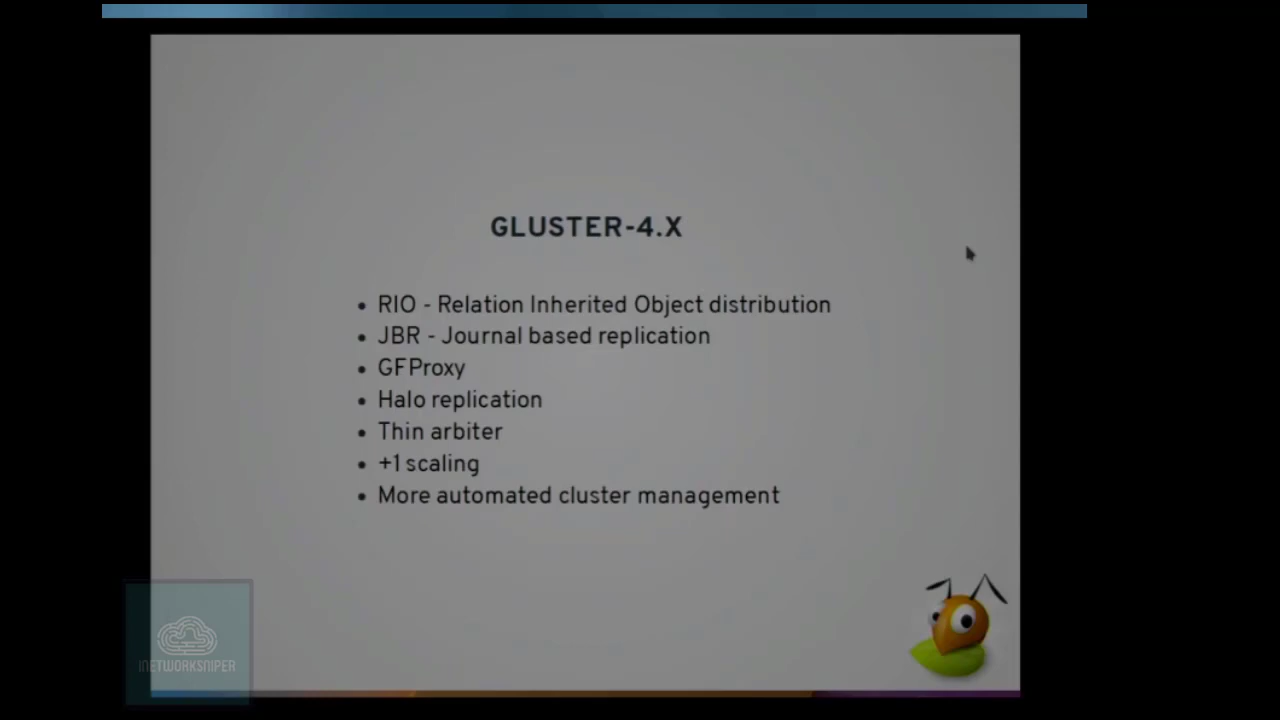 GLUSTER-4.X
• RIO - Relation Inherited Object distribution
• JBR - Journal based replication
• GFProxy
• Halo replication
• Thin arbiter
• +1 scaling
• More automated cluster management
INETWORKSNIPER